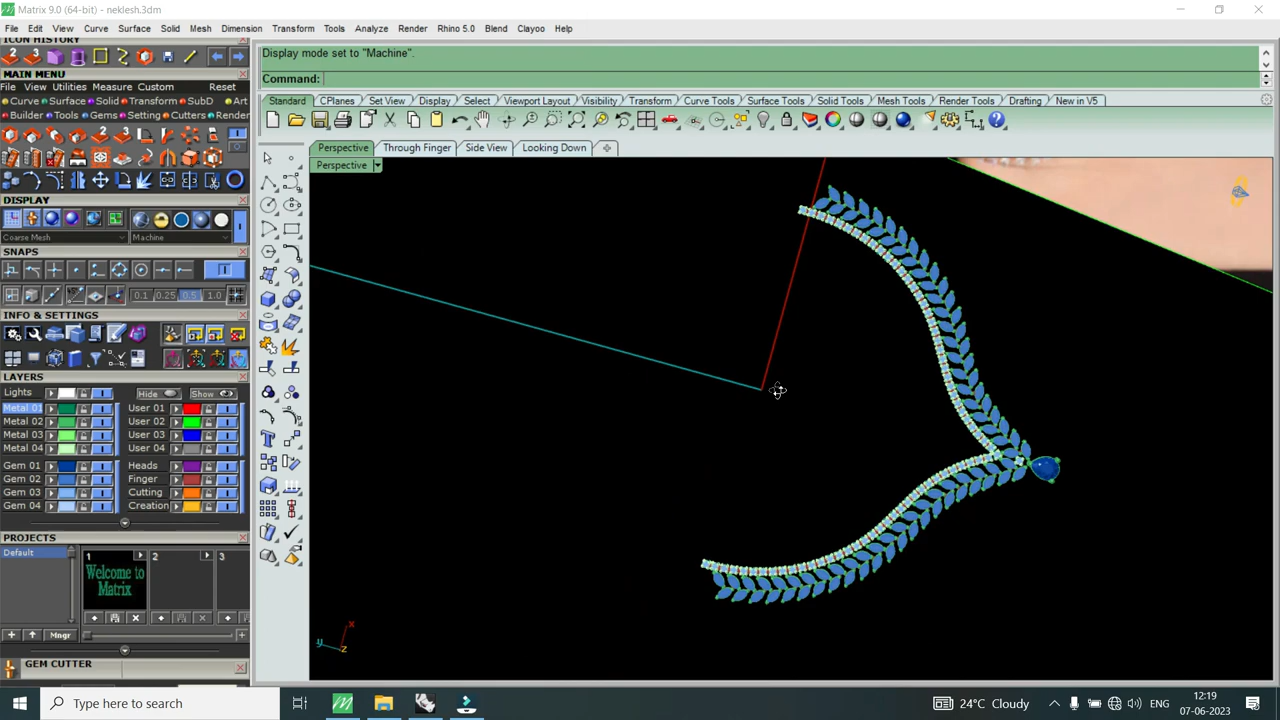 Matrix 9.0 (64-bit) - neklesh.3dm
File Edit View Curve Surface Solid Mesh Dimension Transform Tools Analyze Render Rhino 5.0 Blend Clayoo Help
ICON HISTORY
Display mode set to "Machine".
Command:
MAIN MENU
File View Utilities Measure Custom Reset
Curve Surface Solid Transform SubD Art
Builder Tools Gems Setting Cutters Render
Standard CPlanes Set View Display Select Viewport Layout Visibility Transform Curve Tools Surface Tools Solid Tools Mesh Tools Render Tools Drafting New in V5
Perspective Through Finger Side View Looking Down
Perspective
DISPLAY
Coarse Mesh Machine
SNAPS
0.1 0.25 0.5 1.0
INFO & SETTINGS
LAYERS
Lights Hide Show
Metal 01 User 01
Metal 02 User 02
Metal 03 User 03
Metal 04 User 04
Gem 01 Heads
Gem 02 Finger
Gem 03 Cutting
Gem 04 Creation
PROJECTS
Default 1 2 3
Welcome to Matrix
Mngr
GEM CUTTER
x
y
z
Type here to search
24°C Cloudy
ENG
12:19
07-06-2023